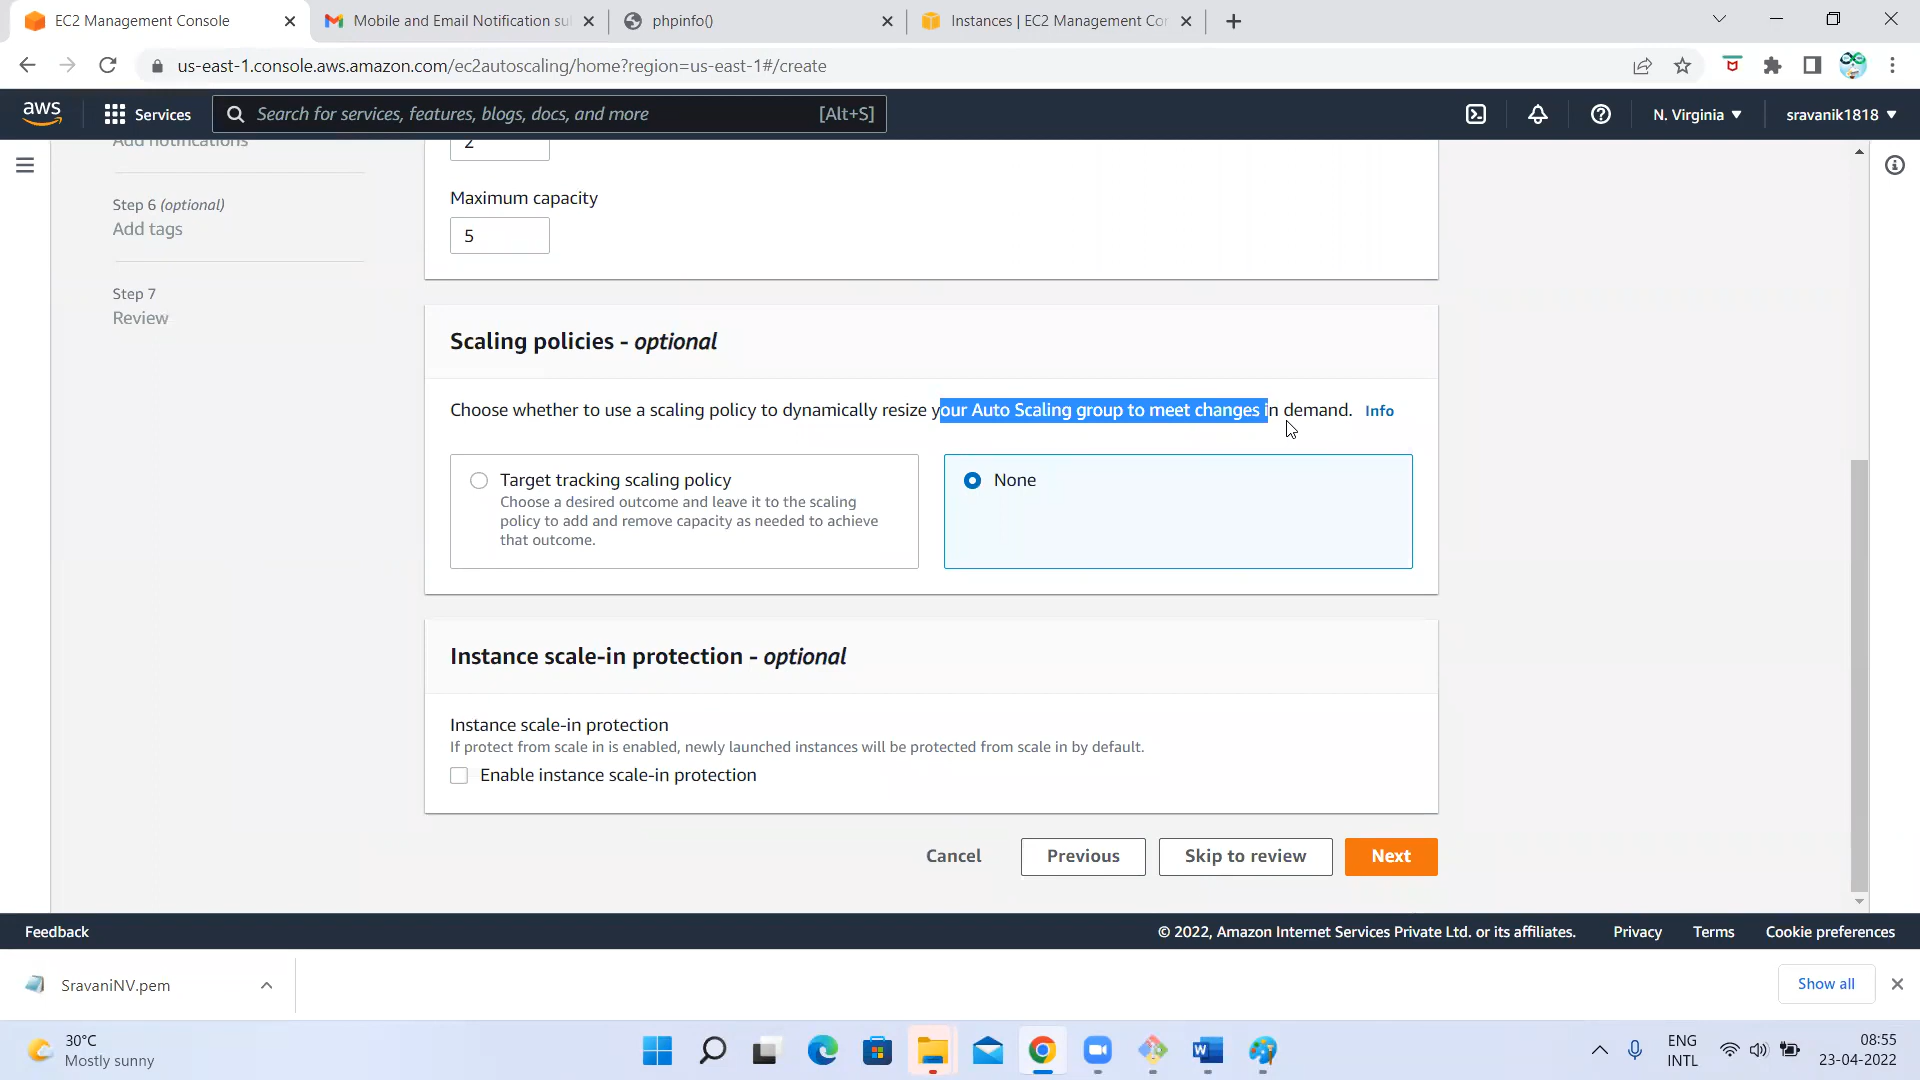 EC2 Management Console
Mobile and Email Notification su
phpinfo()
Instances | EC2 Management Con
us-east-1.console.aws.amazon.com/ec2autoscaling/home?region=us-east-1#/create
aws
Services
Search for services, features, blogs, docs, and more
[Alt+S]
N. Virginia
sravanik1818
Add notifications
Step 6 (optional)
Add tags
Step 7
Review
2
Maximum capacity
5
Scaling policies - optional
Choose whether to use a scaling policy to dynamically resize your Auto Scaling group to meet changes in demand. Info
Target tracking scaling policy
Choose a desired outcome and leave it to the scaling
policy to add and remove capacity as needed to achieve
that outcome.
None
Instance scale-in protection - optional
Instance scale-in protection
If protect from scale in is enabled, newly launched instances will be protected from scale in by default.
Enable instance scale-in protection
Cancel
Previous
Skip to review
Next
Feedback
© 2022, Amazon Internet Services Private Ltd. or its affiliates.
Privacy
Terms
Cookie preferences
SravaniNV.pem
Show all
30°C
Mostly sunny
ENG
INTL
08:55
23-04-2022